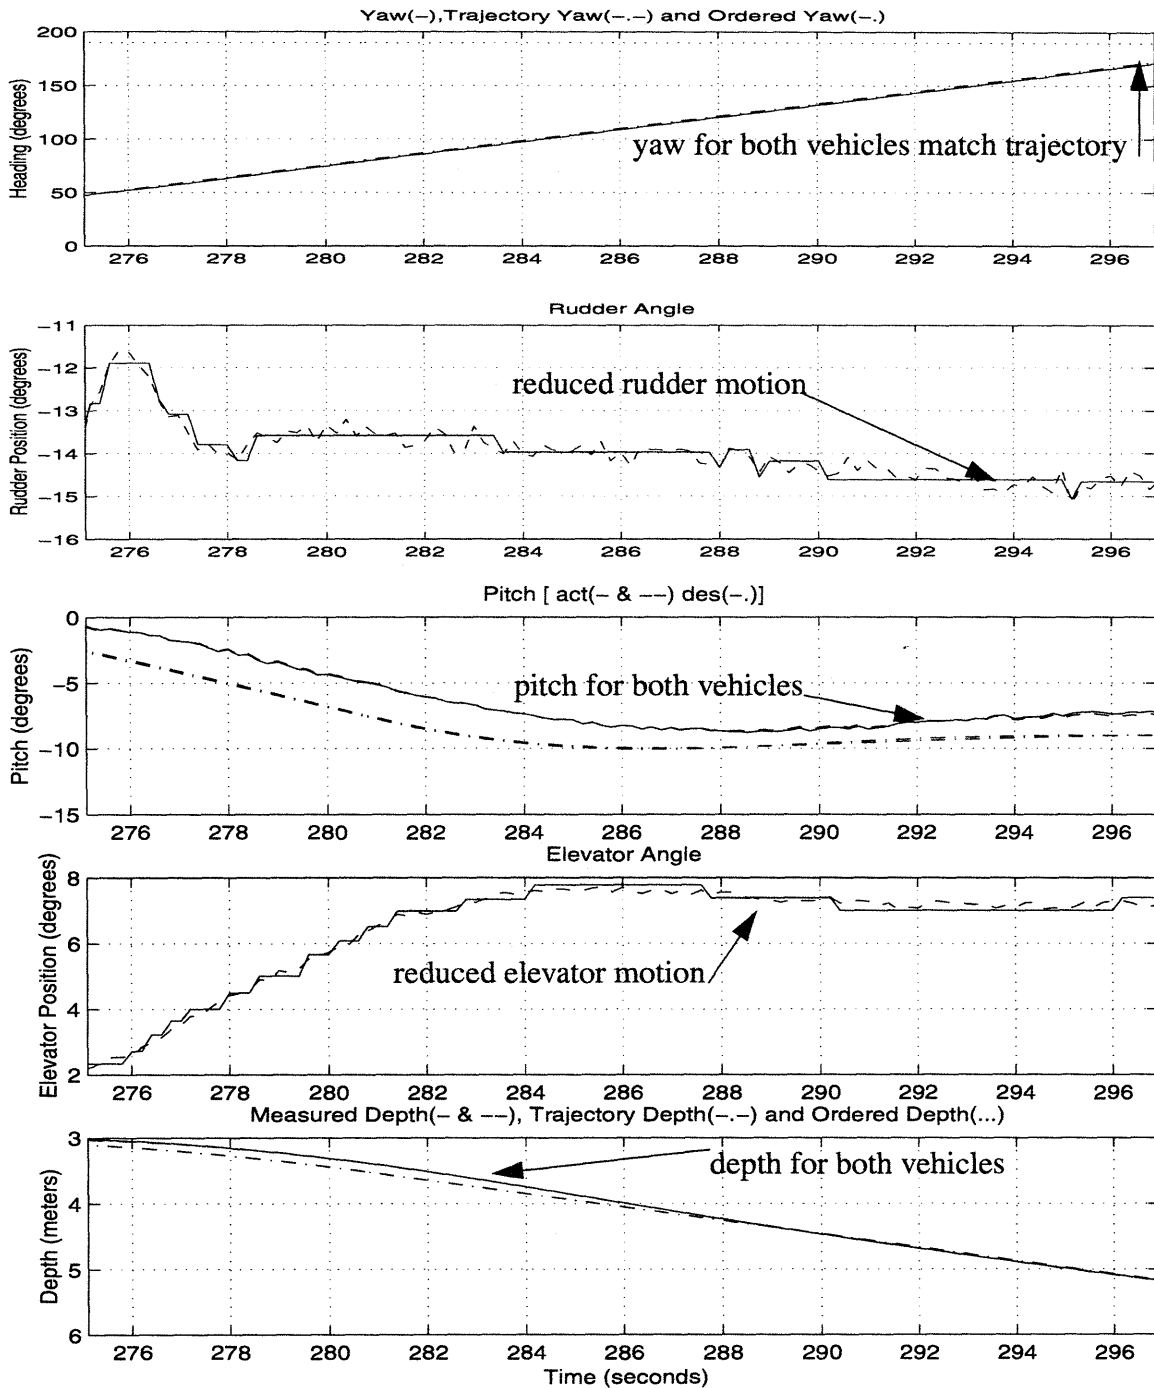 Yaw(−),Trajectory Yaw(−.−) and Ordered Yaw(−.)
Heading (degrees)
200
150
100
50
0
yaw for both vehicles match trajectory
276 278 280 282 284 286 288 290 292 294 296
Rudder Angle
Rudder Position (degrees)
−11
−12
−13
−14
−15
−16
reduced rudder motion
276 278 280 282 284 286 288 290 292 294 296
Pitch [ act(− & −−) des(−.)]
Pitch (degrees)
0
−5
−10
−15
pitch for both vehicles
276 278 280 282 284 286 288 290 292 294 296
Elevator Angle
Elevator Position (degrees)
8
6
4
2
reduced elevator motion
276 278 280 282 284 286 288 290 292 294 296
Measured Depth(− & −−), Trajectory Depth(−.−) and Ordered Depth(...)
Depth (meters)
3
4
5
6
depth for both vehicles
276 278 280 282 284 286 288 290 292 294 296
Time (seconds)